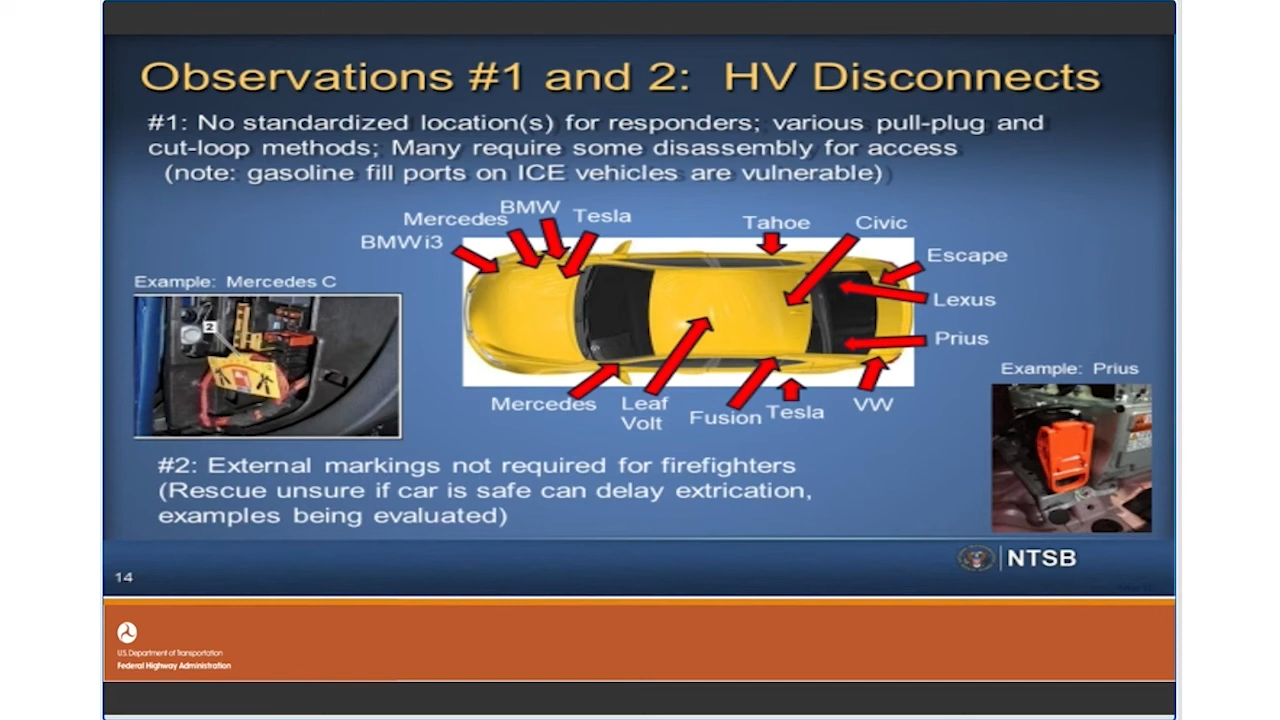 Observations #1 and 2: HV Disconnects
#1: No standardized location(s) for responders; various pull-plug and
cut-loop methods; Many require some disassembly for access
(note: gasoline fill ports on ICE vehicles are vulnerable)
BMW
Mercedes
Tesla
Tahoe
Civic
BMW i3
Escape
Example: Mercedes C
Lexus
2
Prius
Example: Prius
Mercedes
Leaf
Volt
Fusion
Tesla
VW
#2: External markings not required for firefighters
(Rescue unsure if car is safe can delay extrication,
examples being evaluated)
NTSB
14
U.S. Department of Transportation
Federal Highway Administration